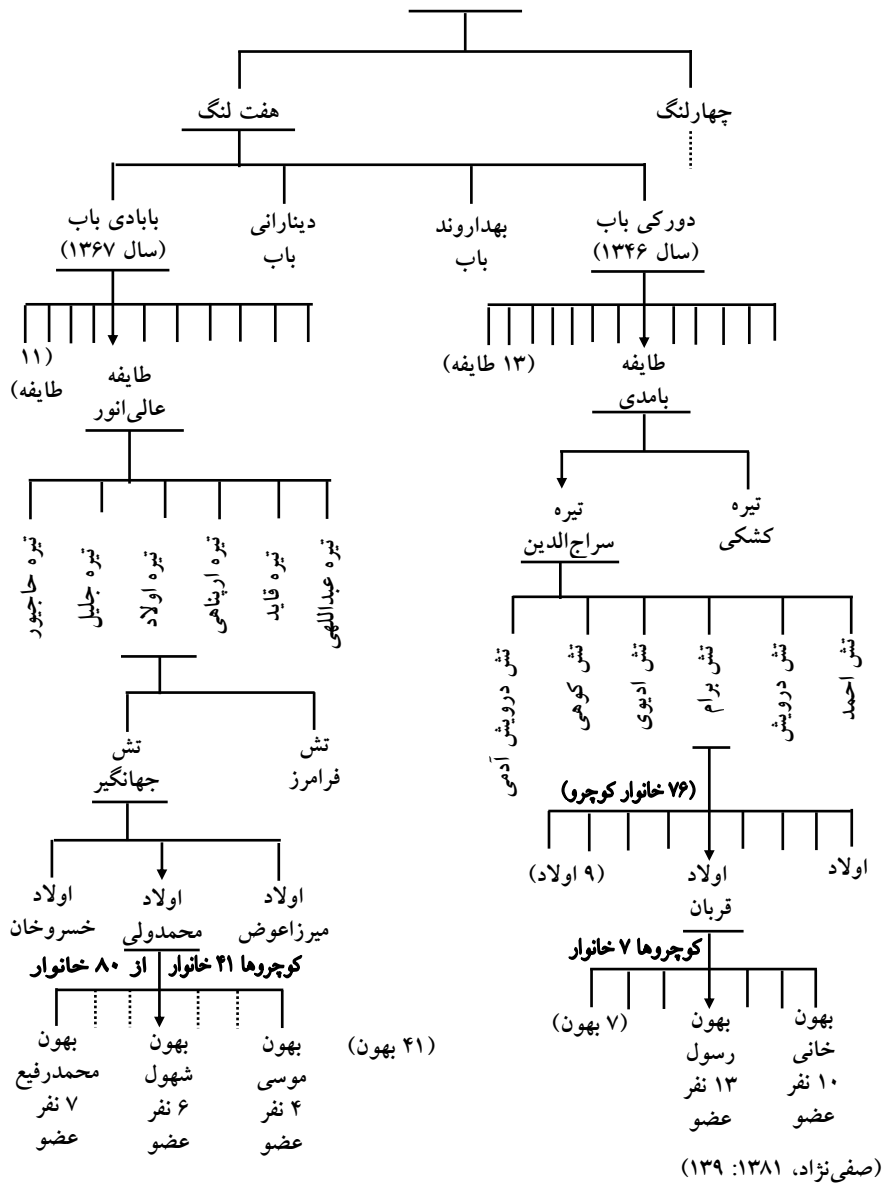 چهارلنگ
هفت لنگ
دورکی باب
(سال ۱۳۴۶)
بهداروند
باب
دینارانی
باب
بابادی باب
(سال ۱۳۶۷)
(۱۳ طایفه)
طایفه
بامدی
(۱۱
طایفه)
طایفه
عالی‌انور
تیره
کشکی
تیره
سراج‌الدین
تیره عبداللهی
تیره قاید
تیره ارپناهی
تیره اولاد
تیره جلیل
تیره حاجیور
تش احمد
تش درویش
تش برام
تش ادیوی
تش کوهی
تش درویش آدمی
تش
فرامرز
تش
جهانگیر
(۷۶ خانوار کوچرو)
اولاد
اولاد
قربان
(۹ اولاد)
اولاد
میرزاعوض
اولاد
محمدولی
اولاد
خسروخان
کوچروها ۷ خانوار
کوچروها ۴۱ خانوار از ۸۰ خانوار
بهون
خانی
۱۰ نفر
عضو
بهون
رسول
۱۳ نفر
عضو
(۷ بهون)
(۴۱ بهون)
بهون
موسی
۴ نفر
عضو
بهون
شهول
۶ نفر
عضو
بهون
محمدرفیع
۷ نفر
عضو
(صفی‌نژاد، ۱۳۸۱: ۱۳۹)